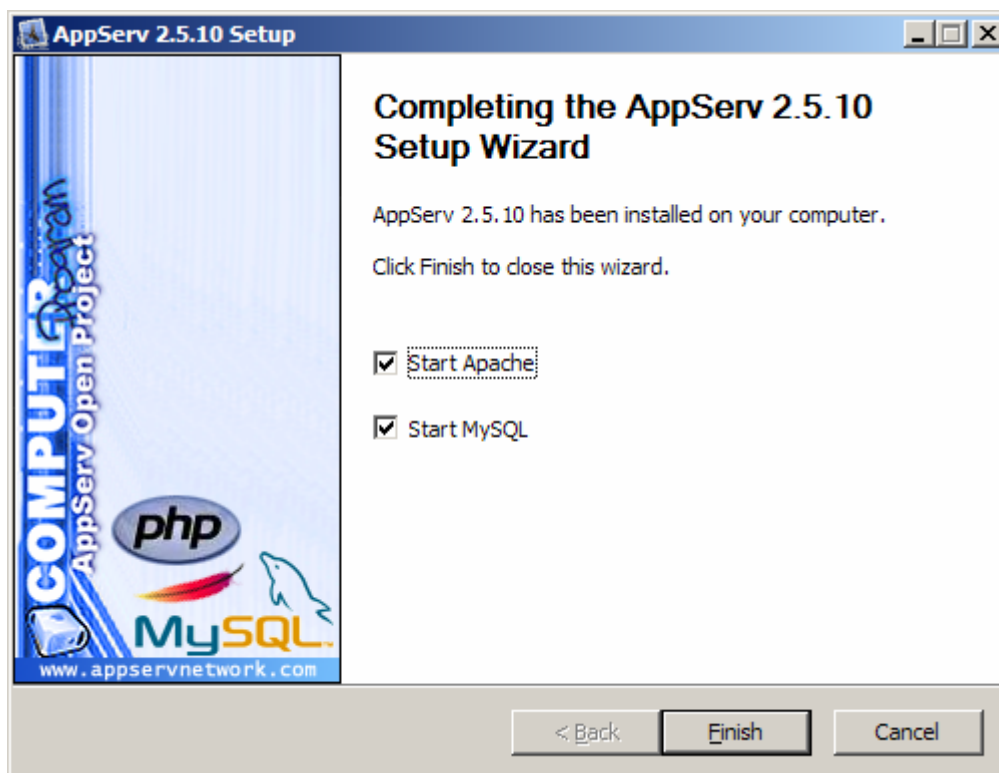 AppServ 2.5.10 Setup
Completing the AppServ 2.5.10
Setup Wizard
AppServ 2.5.10 has been installed on your computer.
Click Finish to close this wizard.
Start Apache
Start MySQL
COMPUTER
Program
AppServ Open Project
php
MySQL
www.appservnetwork.com
< Back
Finish
Cancel